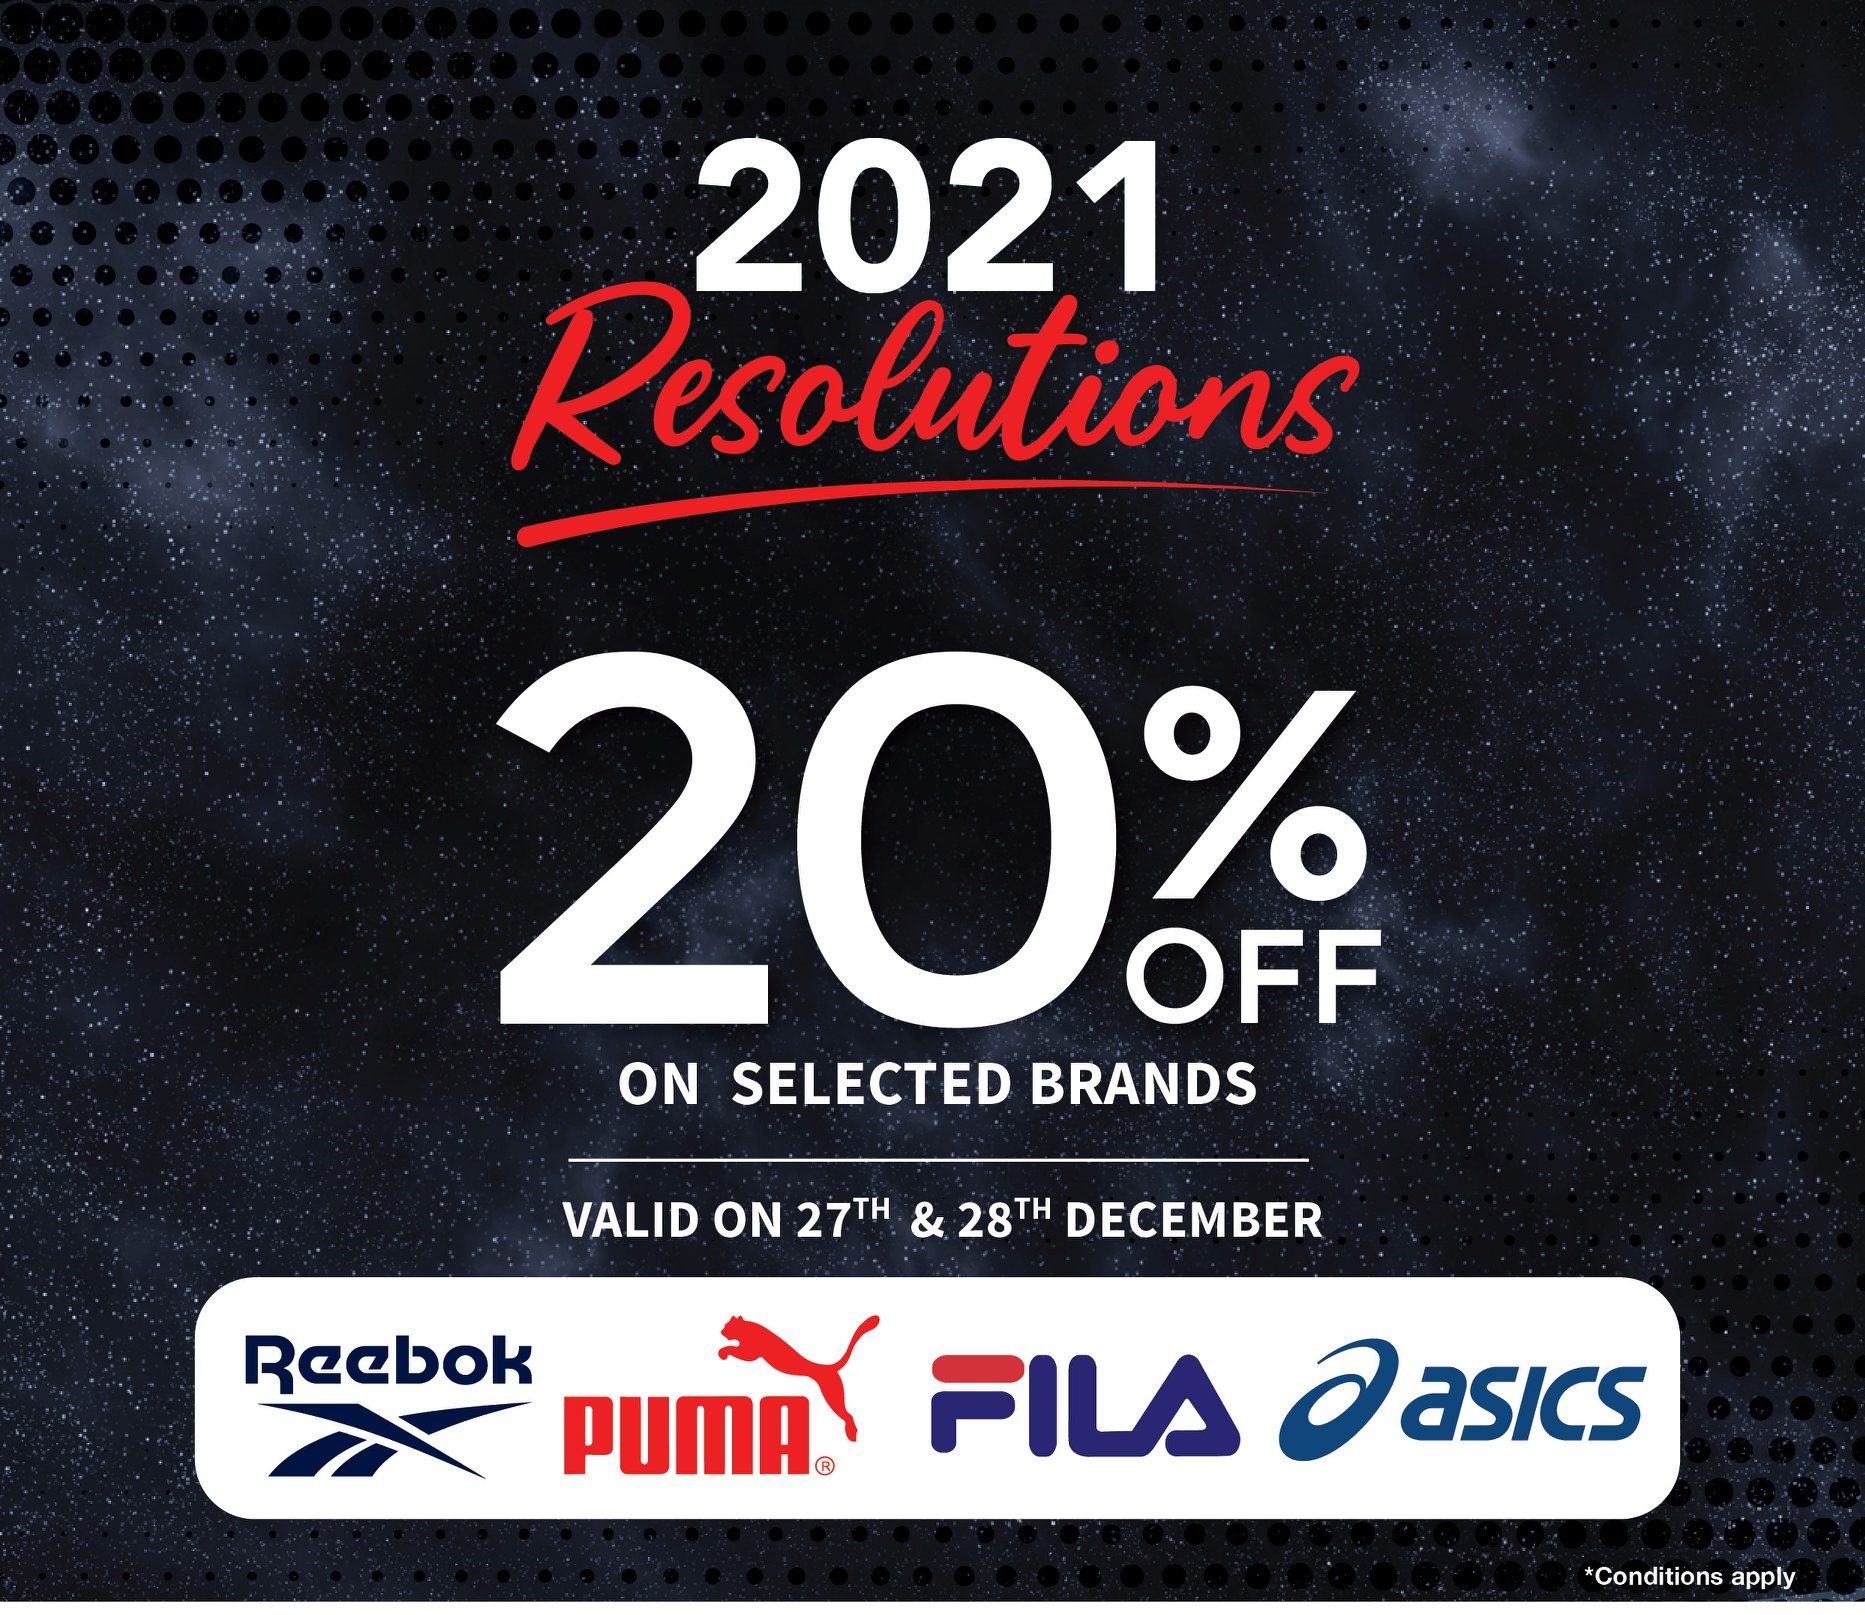 2021
Resolutions
20%
OFF
ON SELECTED BRANDS
VALID ON 27TH & 28TH DECEMBER
Reebok PUMA® FILA asics
*Conditions apply